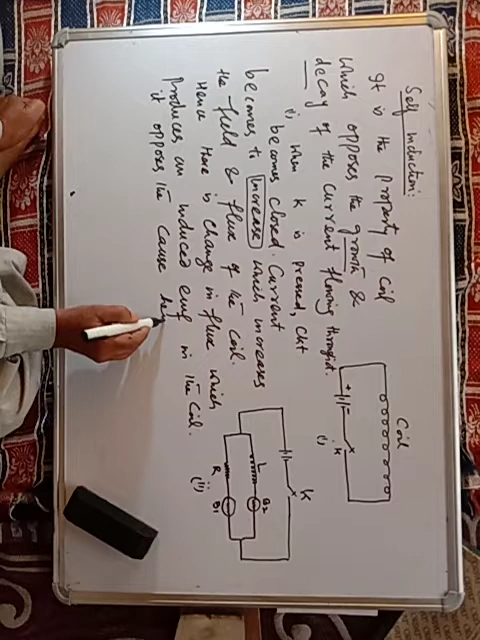 Self Induction:
It is the property of coil
which opposes the growth &
decay of the current flowing through it.
(i) When K is pressed, ckt
becomes closed. Current
becomes to increase which increases
the field & flux of the coil.
Hence there is change in flux which
produces an induced emf in the coil.
it opposes the cause
Coil
+ -
K
(i)
K
L
B2
R
B1
(ii)